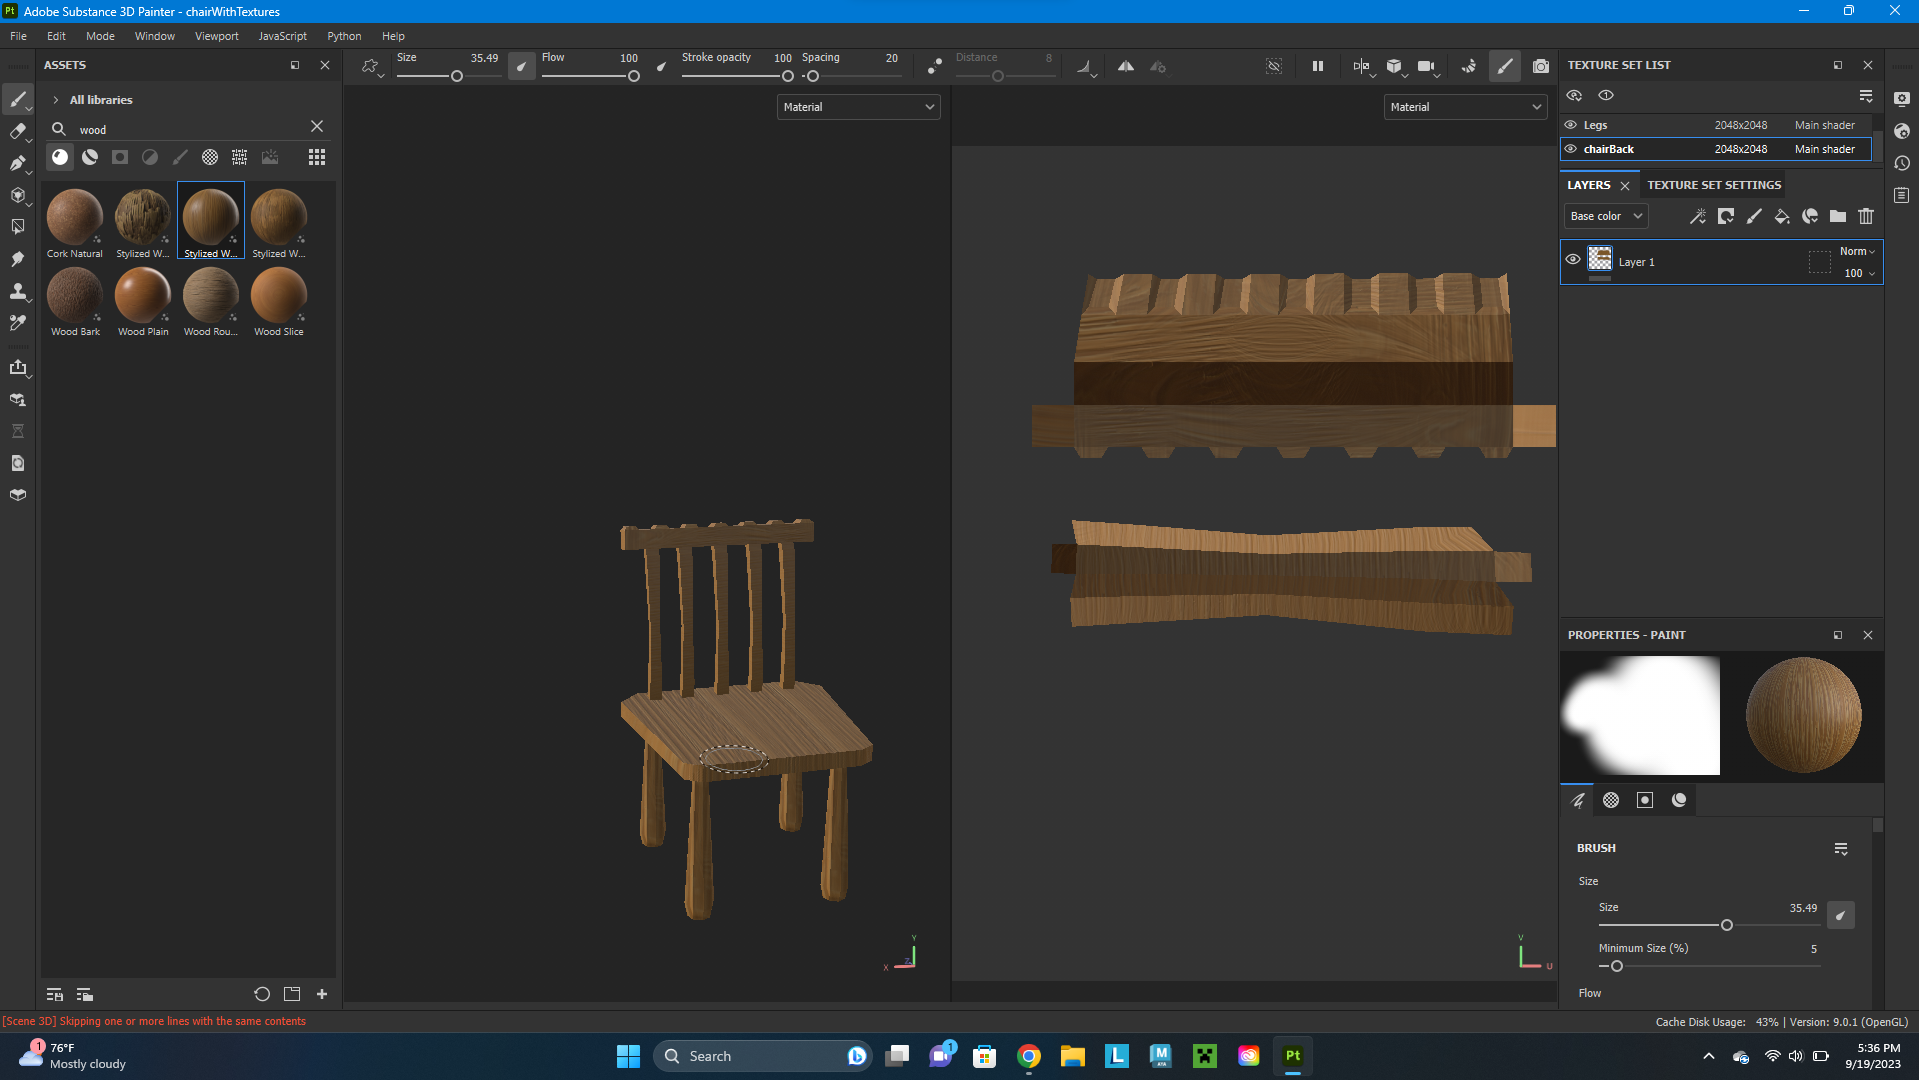 Pt Adobe Substance 3D Painter - chairWithTextures
File Edit Mode Window Viewport JavaScript Python Help
ASSETS
Size 35.49 Flow 100 Stroke opacity 100 Spacing 20 Distance 8
TEXTURE SET LIST
All libraries
wood
Material
Material
Legs 2048x2048 Main shader
chairBack 2048x2048 Main shader
LAYERS TEXTURE SET SETTINGS
Base color
Cork Natural Stylized W... Stylized W... Stylized W...
Norm
Layer 1
100
Wood Bark Wood Plain Wood Rou... Wood Slice
PROPERTIES - PAINT
BRUSH
Size
Size 35.49
Minimum Size (%) 5
Flow
Y
X Z
V
U
[Scene 3D] Skipping one or more lines with the same contents
Cache Disk Usage: 43% | Version: 9.0.1 (OpenGL)
1
76°F
Mostly cloudy
Search
1
L
M
AYA
Pt
5:36 PM
9/19/2023